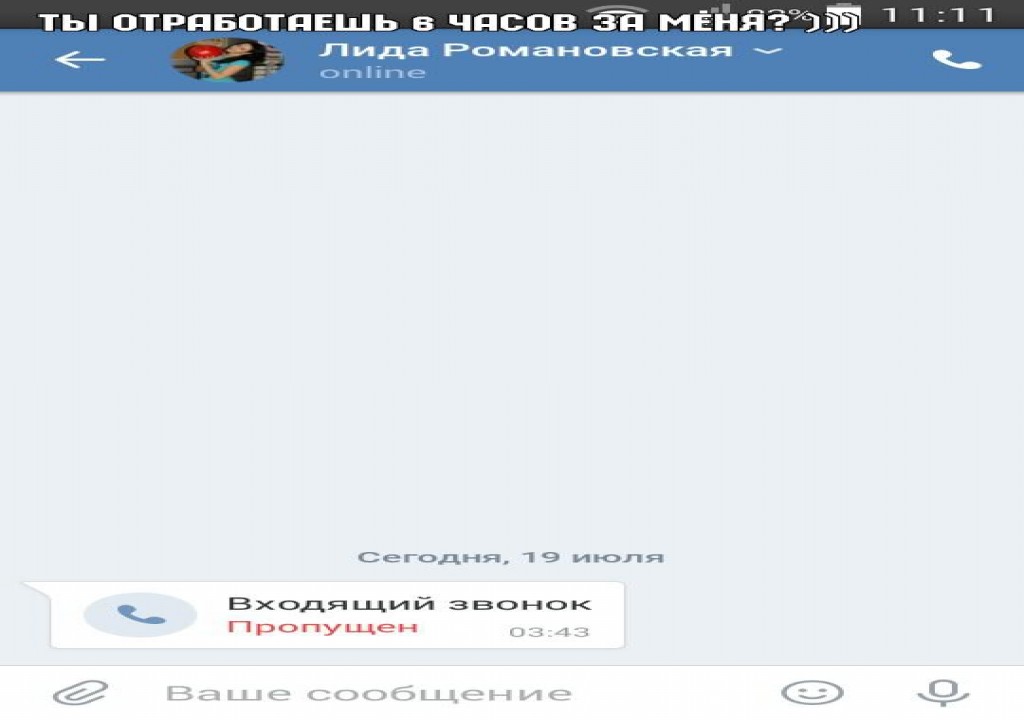 ТЫ ОТРАБОТАЕШЬ 6 ЧАСОВ ЗА МЕНЯ? )))
11:11
Лида Романовская
online
Сегодня, 19 июля
Входящий звонок
Пропущен
03:43
Ваше сообщение